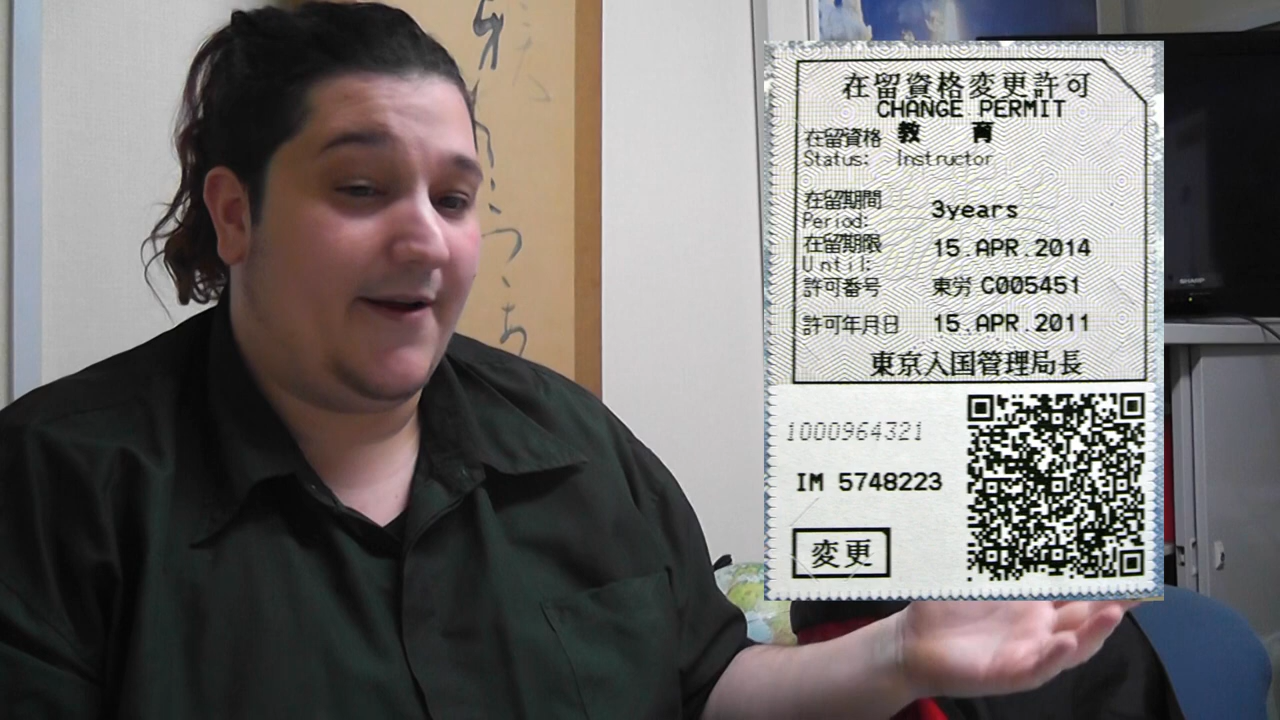 在留資格変更許可
CHANGE PERMIT
在留資格 教 育
Status: Instructor
在留期間
Period: 3years
在留期限
Until: 15.APR.2014
許可番号 東労 C005451
許可年月日 15.APR.2011
東京入国管理局長
1000964321
IM 5748223
変更
SHARP